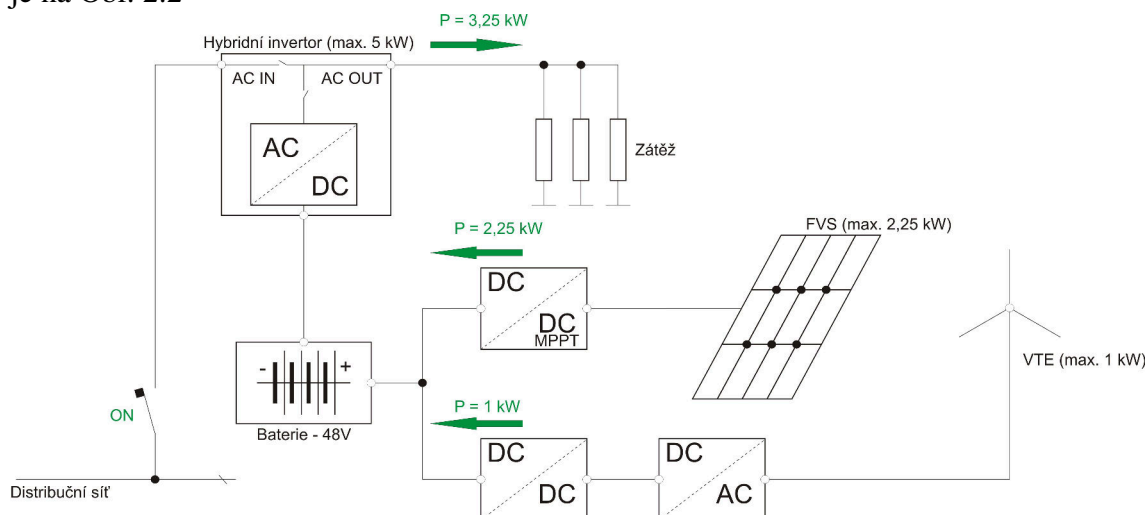 je na Obr. 2.2
P = 3,25 kW
Hybridní invertor (max. 5 kW)
AC IN
AC OUT
AC
DC
Zátěž
P = 2,25 kW
FVS (max. 2,25 kW)
DC
DC
MPPT
- +
VTE (max. 1 kW)
P = 1 kW
ON
Baterie - 48V
DC
DC
DC
AC
Distribuční síť